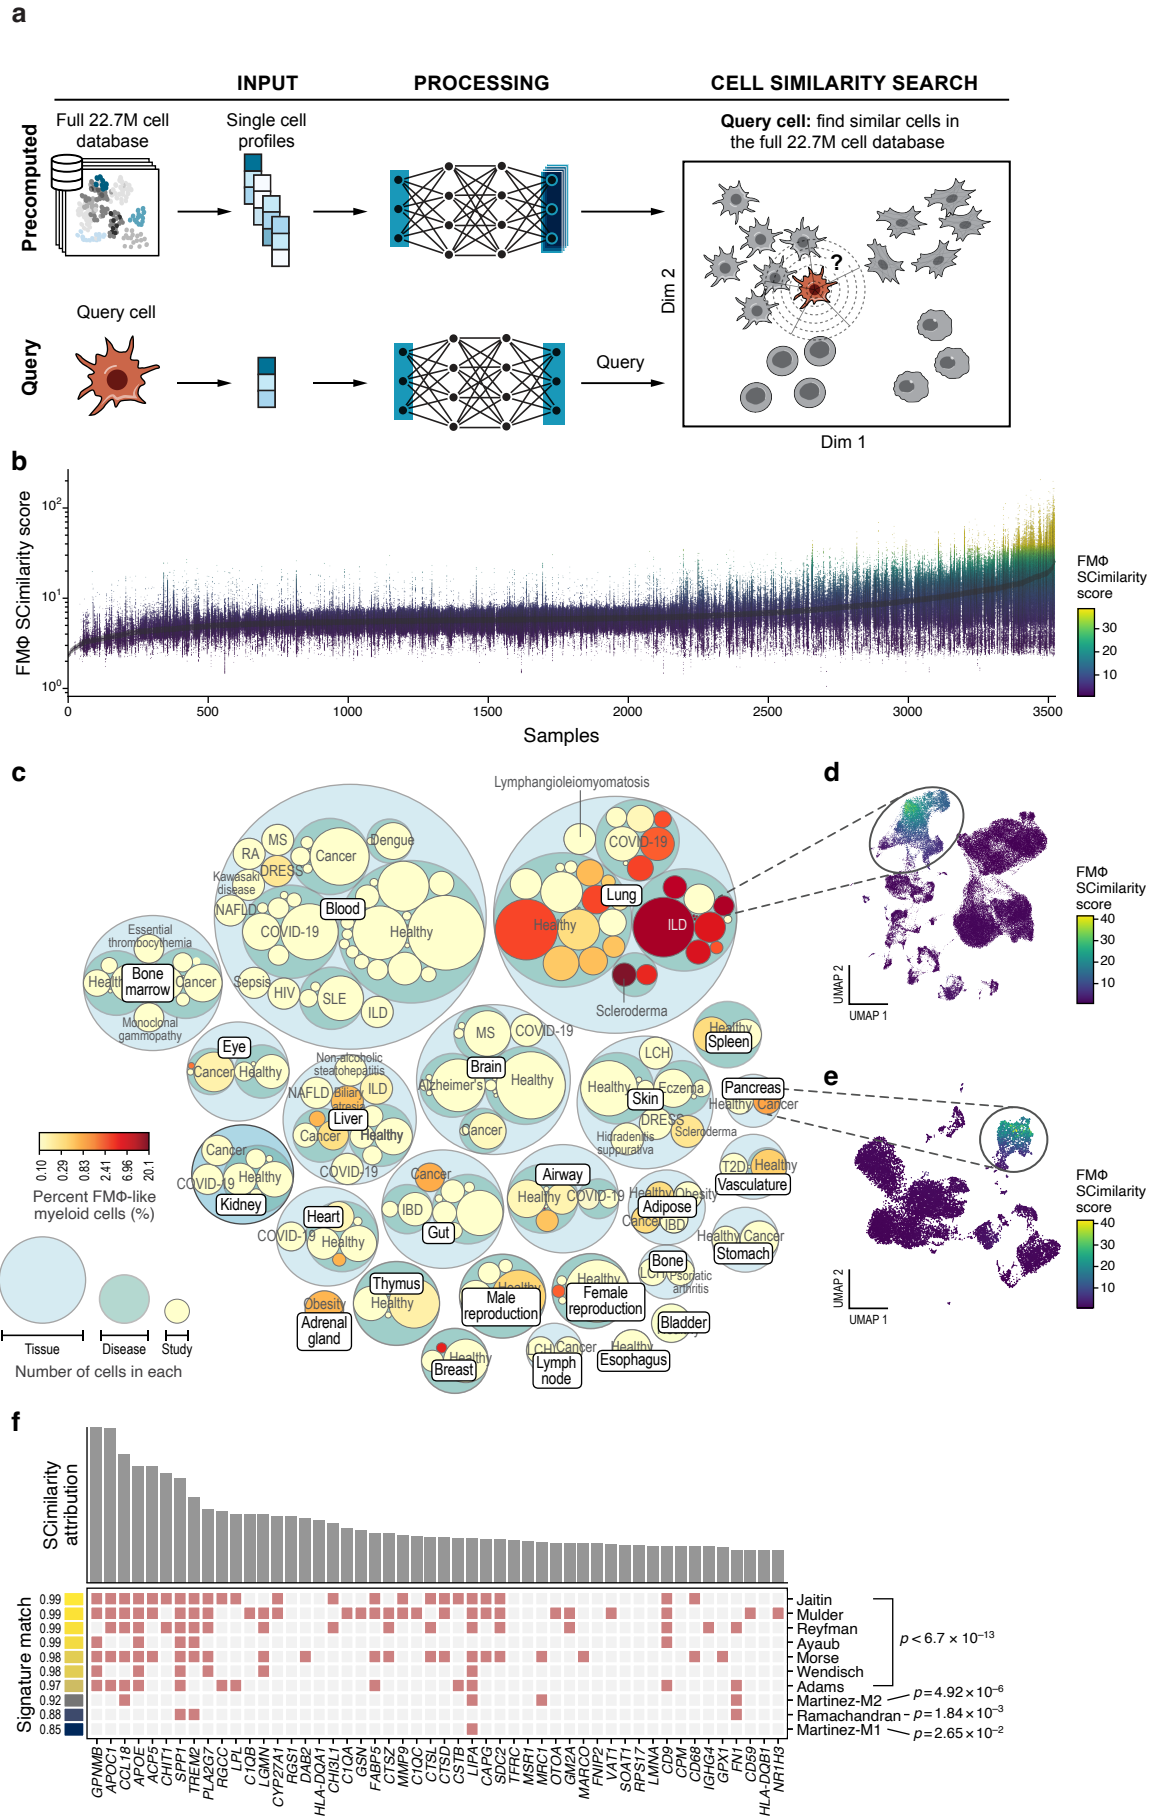 a
INPUT
PROCESSING
CELL SIMILARITY SEARCH
Precomputed
Full 22.7M cell
database
Single cell
profiles
Query cell: find similar cells in
the full 22.7M cell database
?
Dim 2
Dim 1
Query
Query cell
Query
b
FMΦ SCimilarity score
10²
10¹
10⁰
0
500
1000
1500
2000
2500
3000
3500
Samples
FMΦ
SCimilarity
score
30
20
10
c
Lymphangioleiomyomatosis
MS
RA
DRESS
Cancer
Dengue
Kawasaki
disease
NAFLD
Blood
COVID-19
Healthy
Sepsis
HIV
SLE
ILD
COVID-19
Lung
Healthy
ILD
Scleroderma
Essential
thrombocythemia
Bone
marrow
Cancer
Monoclonal
gammopathy
Eye
Cancer
Healthy
Non-alcoholic
steatohepatitis
NAFLD
Biliary
atresia
ILD
Liver
Cancer
Healthy
COVID-19
MS
COVID-19
Brain
Alzheimer's
Healthy
Cancer
LCH
Healthy
Eczema
Skin
DRESS
Hidradenitis
suppurativa
Scleroderma
Healthy
Spleen
Pancreas
Healthy
Cancer
Cancer
COVID-19
Healthy
Kidney
Heart
COVID-19
Healthy
Cancer
IBD
Gut
Airway
Healthy
COVID-19
Healthy
Obesity
Adipose
Cancer
IBD
T2D
Healthy
Vasculature
Healthy
Cancer
Stomach
Bone
LCH
Psoriatic
arthritis
Thymus
Healthy
Obesity
Adrenal
gland
Healthy
Male
reproduction
Healthy
Female
reproduction
Bladder
Healthy
Breast
Cancer
Lymph
node
Healthy
Esophagus
0.10
0.29
0.83
2.41
6.96
20.1
Percent FMΦ-like
myeloid cells (%)
Tissue
Disease
Study
Number of cells in each
d
UMAP 2
UMAP 1
FMΦ
SCimilarity
score
40
30
20
10
e
UMAP 2
UMAP 1
FMΦ
SCimilarity
score
40
30
20
10
f
SCimilarity
attribution
Signature match
0.99
0.99
0.99
0.99
0.98
0.98
0.97
0.92
0.88
0.85
Jaitin
Mulder
Reyfman
Ayaub
Morse
Wendisch
Adams
Martinez-M2
Ramachandran
Martinez-M1
p < 6.7 × 10⁻¹³
p = 4.92 × 10⁻⁶
p = 1.84 × 10⁻³
p = 2.65 × 10⁻²
GPNMB
APOC1
CCL18
APOE
ACP5
CHIT1
SPP1
TREM2
PLA2G7
RGCC
LPL
C1QB
LGMN
CYP27A1
RGS1
DAB2
HLA-DQA1
CHI3L1
C1QA
GSN
FABP5
CTSZ
MMP9
C1QC
CTSL
CTSD
CSTB
LIPA
CAPG
SDC2
TFRC
MSR1
MRC1
OTOA
GM2A
MARCO
FNIP2
VAT1
SOAT1
RPS17
LMNA
CD9
CPM
CD68
IGHG4
GPX1
FN1
CD59
HLA-DQB1
NR1H3